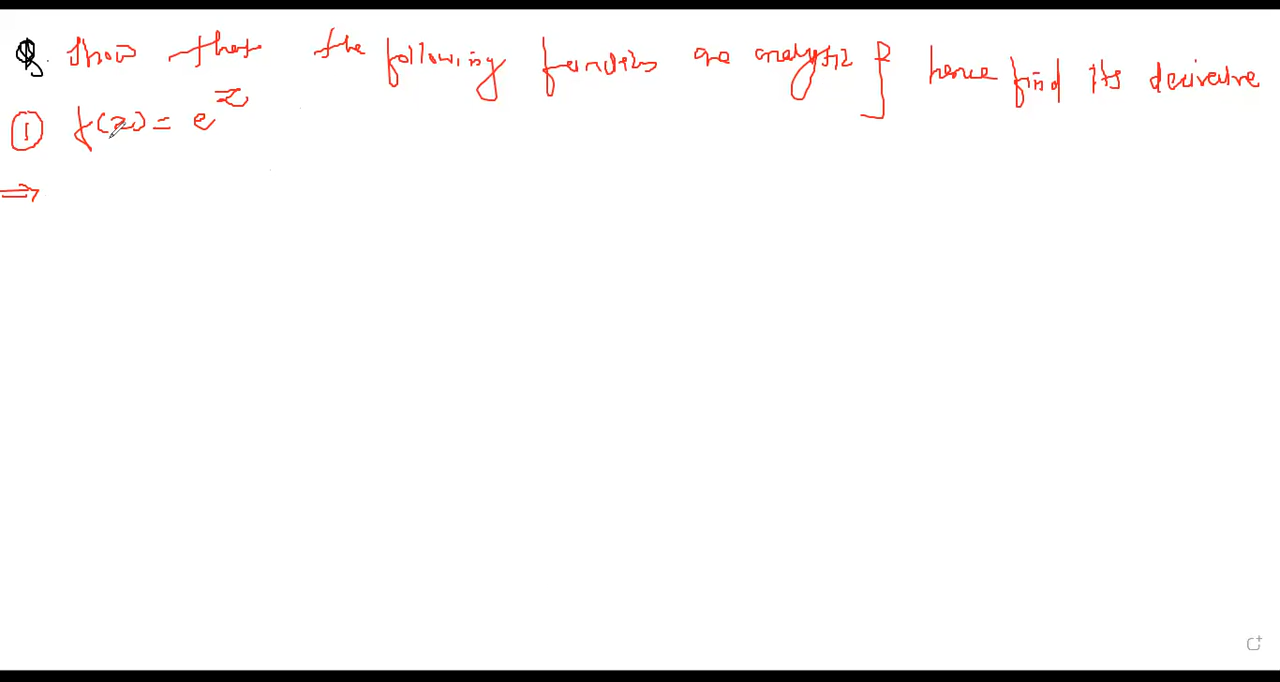 Q. Show that the following functions are analytic & hence find its derivative
① f(z) = e^z
⇒